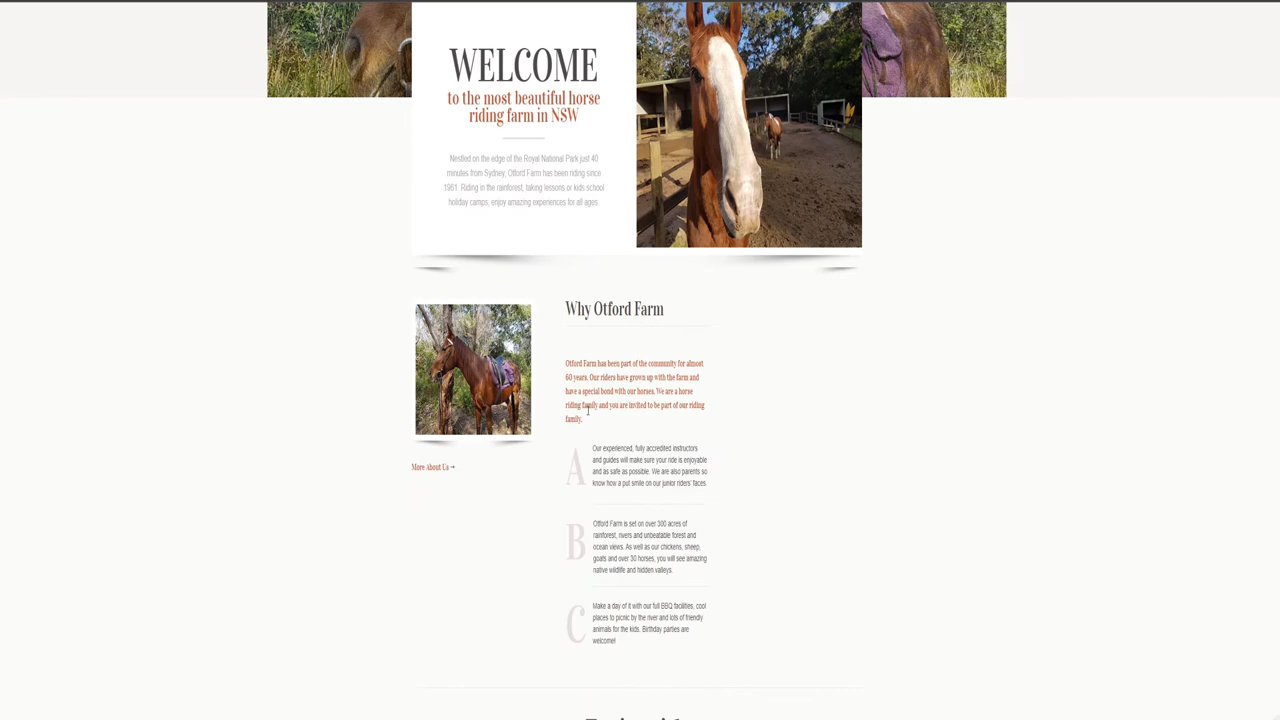 WELCOME
to the most beautiful horse
riding farm in NSW
Nestled on the edge of the Royal National Park just 40
minutes from Sydney, Otford Farm has been riding since
1961. Riding in the rainforest, taking lessons or kids school
holiday camps, enjoy amazing experiences for all ages.
Why Otford Farm
Otford Farm has been part of the community for almost
60 years. Our riders have grown up with the farm and
have a special bond with our horses. We are a horse
riding family and you are invited to be part of our riding
family.
More About Us →
A
Our experienced, fully accredited instructors
and guides will make sure your ride is enjoyable
and as safe as possible. We are also parents so
know how a put smile on our junior riders' faces.
B
Otford Farm is set on over 300 acres of
rainforest, rivers and unbeatable forest and
ocean views. As well as our chickens, sheep,
goats and over 30 horses, you will see amazing
native wildlife and hidden valleys.
C
Make a day of it with our full BBQ facilities, cool
places to picnic by the river and lots of friendly
animals for the kids. Birthday parties are
welcome!